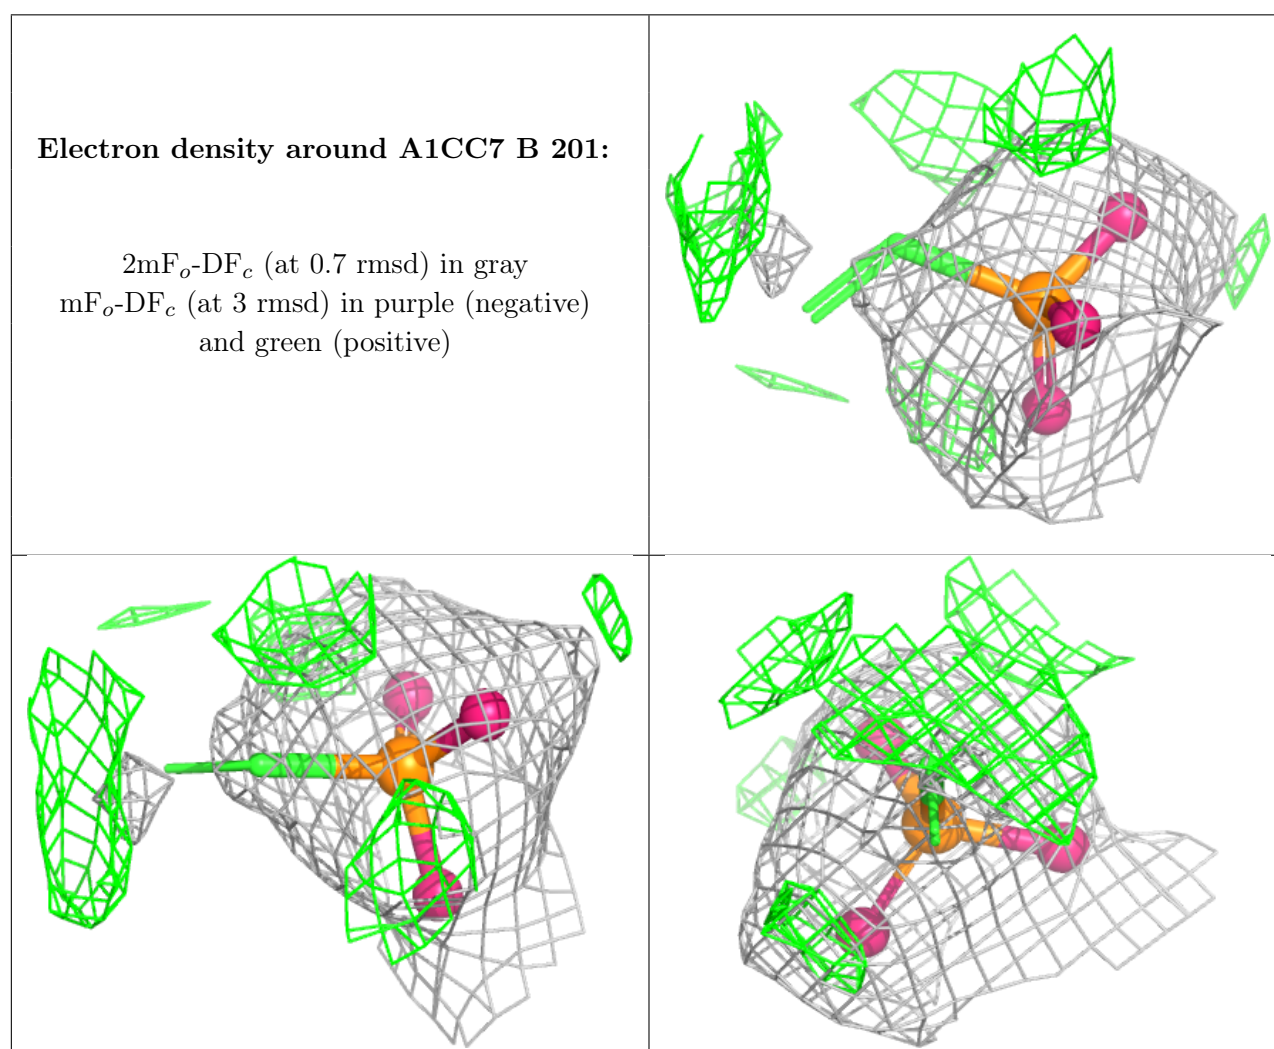 Electron density around A1CC7 B 201:
2mFo-DFc (at 0.7 rmsd) in gray
mFo-DFc (at 3 rmsd) in purple (negative)
and green (positive)